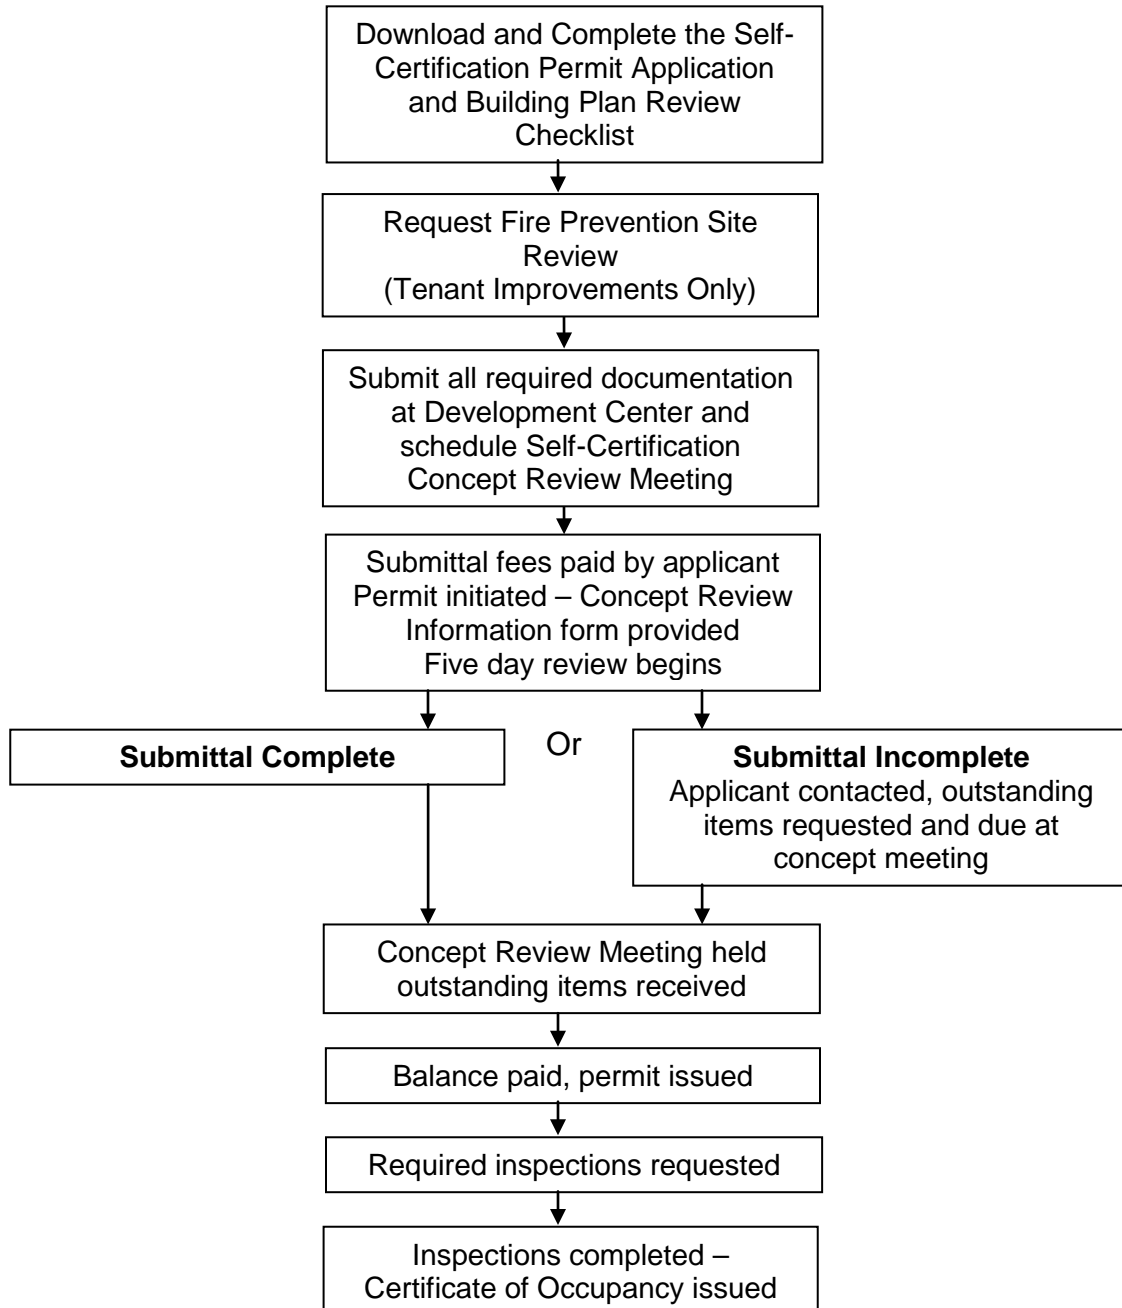 Download and Complete the Self-
Certification Permit Application
and Building Plan Review
Checklist
Request Fire Prevention Site
Review
(Tenant Improvements Only)
Submit all required documentation
at Development Center and
schedule Self-Certification
Concept Review Meeting
Submittal fees paid by applicant
Permit initiated – Concept Review
Information form provided
Five day review begins
Submittal Complete
Or
Submittal Incomplete
Applicant contacted, outstanding
items requested and due at
concept meeting
Concept Review Meeting held
outstanding items received
Balance paid, permit issued
Required inspections requested
Inspections completed –
Certificate of Occupancy issued